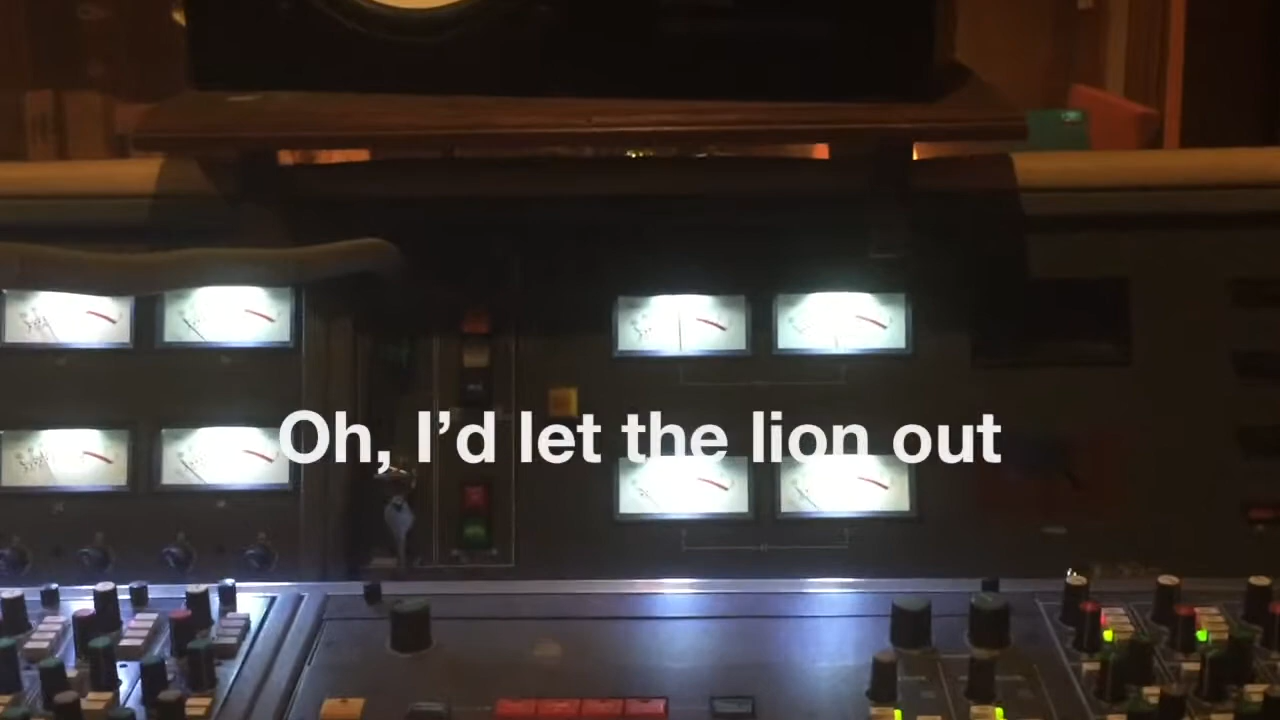 Oh, I’d let the lion out